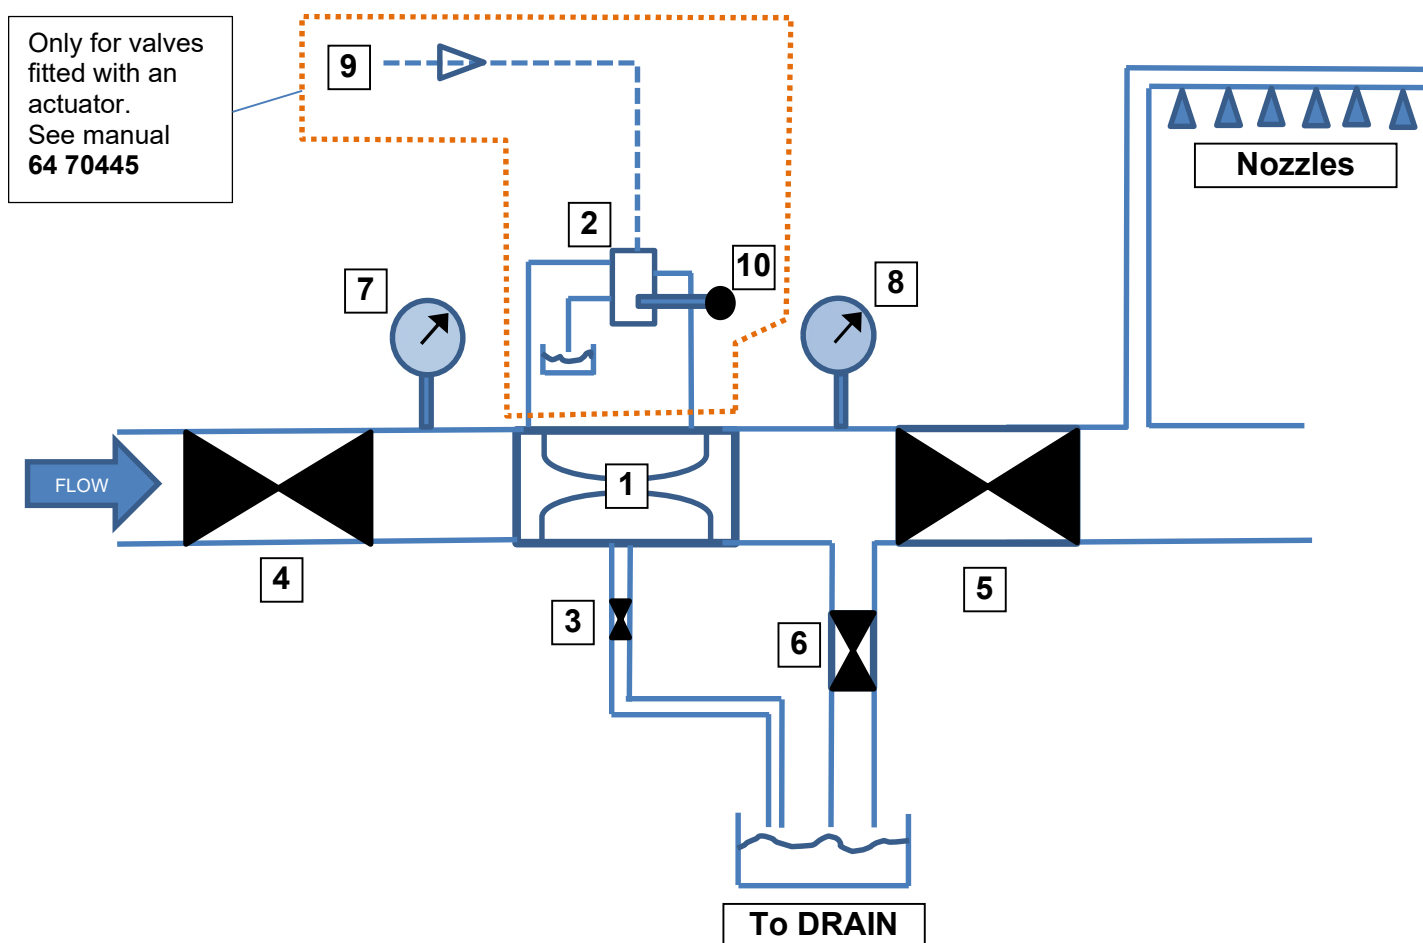 Only for valves
fitted with an
actuator.
See manual
64 70445
9
Nozzles
2
10
7
8
FLOW
1
4
5
3
6
To DRAIN